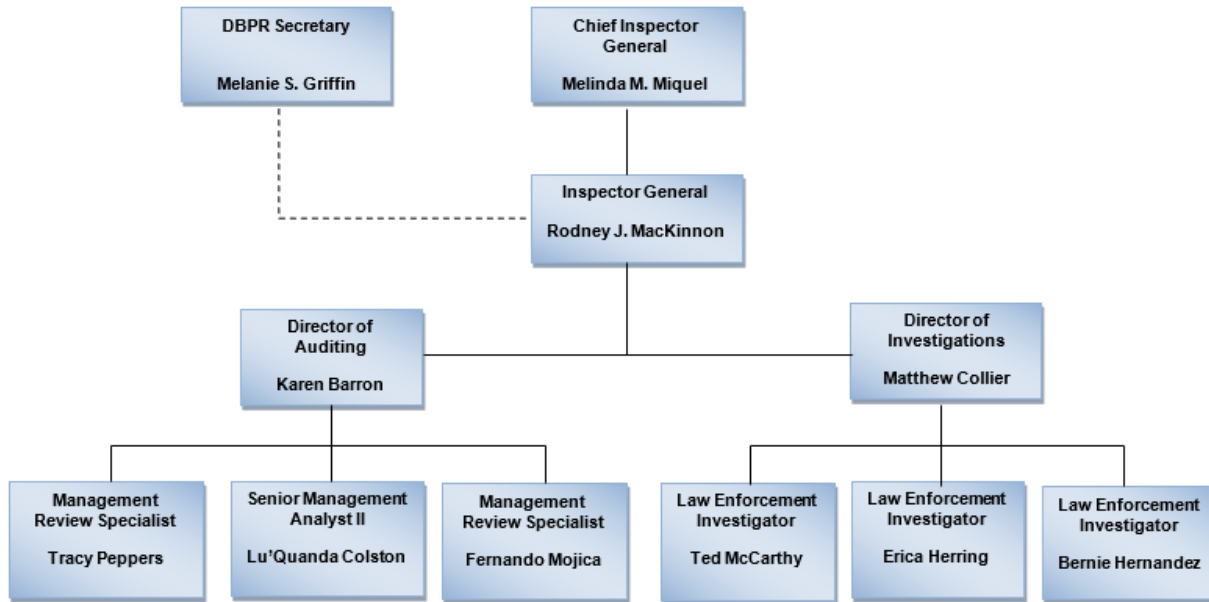 DBPR Secretary
Melanie S. Griffin
Chief Inspector
General
Melinda M. Miquel
Inspector General
Rodney J. MacKinnon
Director of
Auditing
Karen Barron
Director of
Investigations
Matthew Collier
Management
Review Specialist
Tracy Peppers
Senior Management
Analyst II
Lu'Quanda Colston
Management
Review Specialist
Fernando Mojica
Law Enforcement
Investigator
Ted McCarthy
Law Enforcement
Investigator
Erica Herring
Law Enforcement
Investigator
Bernie Hernandez